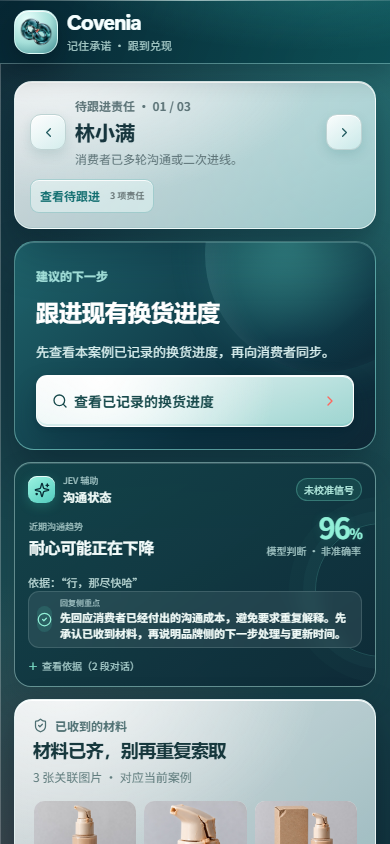 Covenia
记住承诺 · 跟到兑现
待跟进责任 · 01 / 03
林小满
消费者已多轮沟通或二次进线。
查看待跟进 3 项责任
建议的下一步
跟进现有换货进度
先查看本案例已记录的换货进度，再向消费者同步。
查看已记录的换货进度
JEV 辅助
沟通状态
未校准信号
近期沟通趋势
耐心可能正在下降
96%
模型判断 · 非准确率
依据：“行，那尽快哈”
回复侧重点
先回应消费者已经付出的沟通成本，避免要求重复解释。先
承认已收到材料，再说明品牌侧的下一步处理与更新时间。
+ 查看依据（2 段对话）
已收到的材料
材料已齐，别再重复索取
3 张关联图片 · 对应当前案例